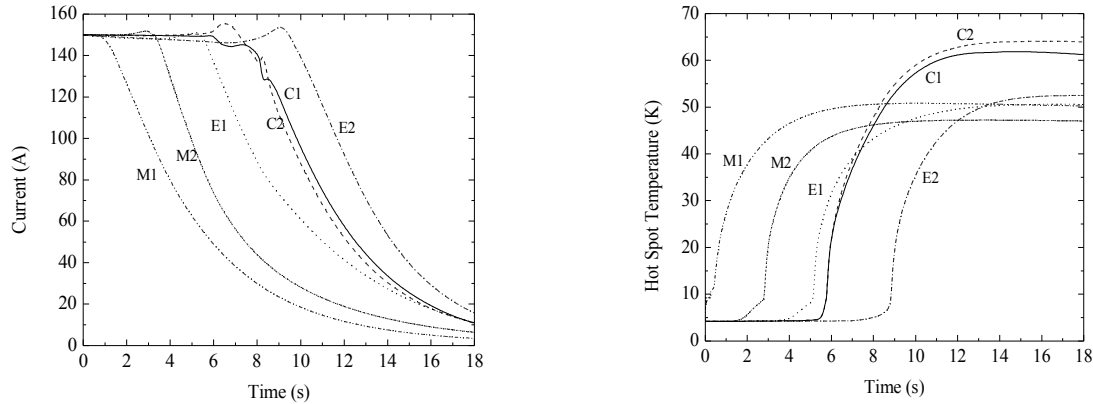 160
140
120
100
80
60
40
20
0
Current (A)
M1
M2
E1
C2
C1
E2
0 2 4 6 8 10 12 14 16 18
Time (s)
70
60
50
40
30
20
10
0
Hot Spot Temperature (K)
C2
C1
M1
M2
E1
E2
0 2 4 6 8 10 12 14 16 18
Time (s)